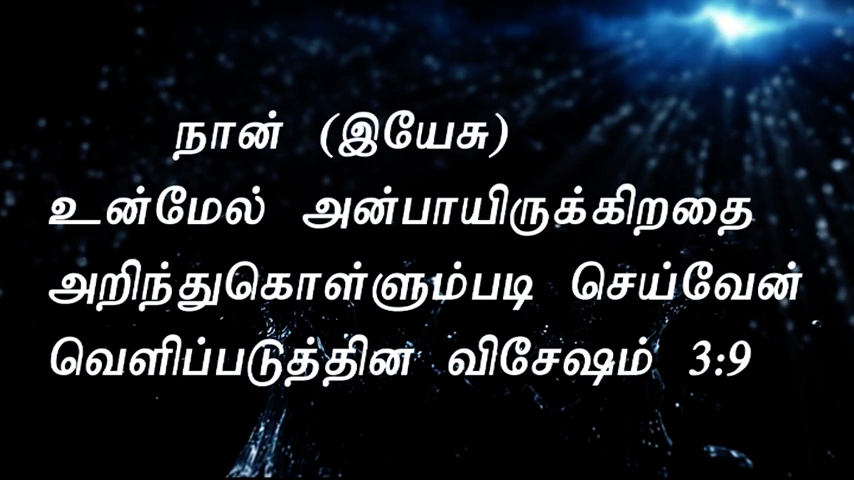 நான் (இயேசு)
உன்மேல் அன்பாயிருக்கிறதை
அறிந்துகொள்ளும்படி செய்வேன்
வெளிப்படுத்தின விசேஷம் 3:9